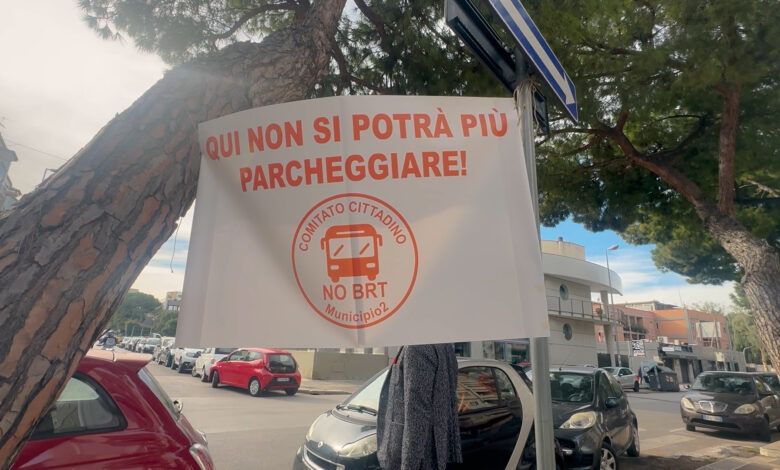 QUI NON SI POTRÀ PIÙ
PARCHEGGIARE!
COMITATO CITTADINO
NO BRT
Municipio2